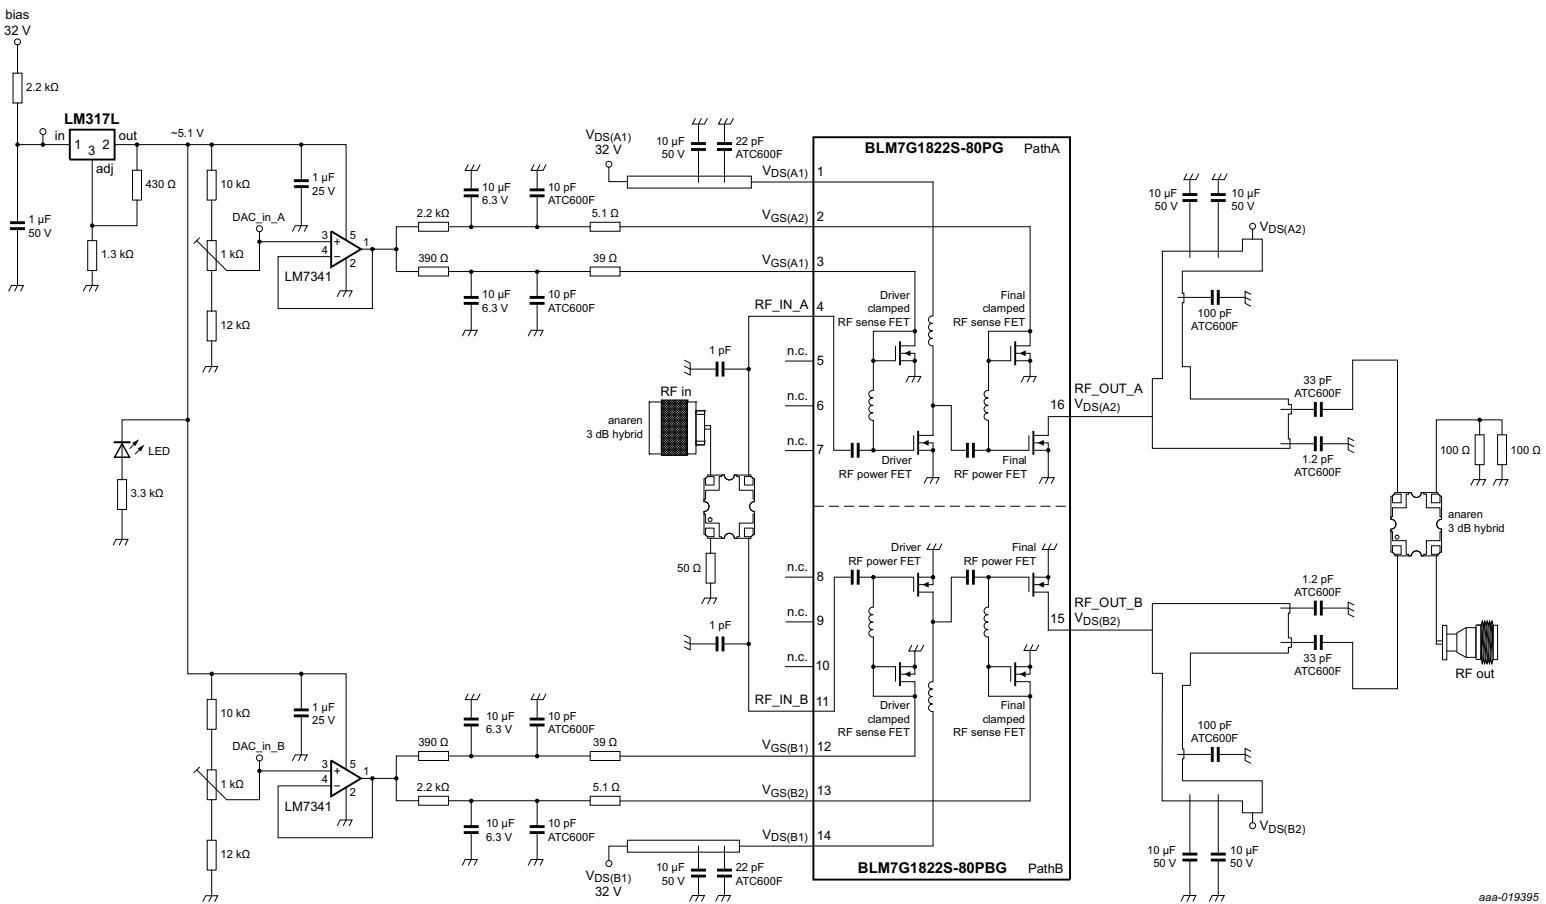 bias
32 V
2.2 kΩ
LM317L
in
1
2
3
out
adj
~5.1 V
1 µF
50 V
430 Ω
1.3 kΩ
10 kΩ
1 µF
25 V
DAC_in_A
1 kΩ
12 kΩ
3
4
5
2
1
LM7341
LED
3.3 kΩ
2.2 kΩ
10 µF
6.3 V
10 pF
ATC600F
5.1 Ω
390 Ω
10 µF
6.3 V
10 pF
ATC600F
39 Ω
VDS(A1)
32 V
10 µF
50 V
22 pF
ATC600F
BLM7G1822S-80PG
PathA
VDS(A1)
1
VGS(A2)
2
VGS(A1)
3
RF_IN_A
4
n.c.
5
n.c.
6
n.c.
7
Driver
clamped
RF sense FET
Final
clamped
RF sense FET
Driver
RF power FET
Final
RF power FET
1 pF
RF in
anaren
3 dB hybrid
50 Ω
1 pF
16
RF_OUT_A
VDS(A2)
10 µF
50 V
10 µF
50 V
VDS(A2)
100 pF
ATC600F
33 pF
ATC600F
1.2 pF
ATC600F
100 Ω
100 Ω
anaren
3 dB hybrid
RF out
n.c.
8
n.c.
9
n.c.
10
RF_IN_B
11
VGS(B1)
12
VGS(B2)
13
VDS(B1)
14
Driver
RF power FET
Final
RF power FET
Driver
clamped
RF sense FET
Final
clamped
RF sense FET
15
RF_OUT_B
VDS(B2)
1.2 pF
ATC600F
33 pF
ATC600F
100 pF
ATC600F
VDS(B2)
10 µF
50 V
10 µF
50 V
10 kΩ
1 µF
25 V
DAC_in_B
1 kΩ
12 kΩ
3
4
5
2
1
LM7341
390 Ω
10 µF
6.3 V
10 pF
ATC600F
39 Ω
2.2 kΩ
10 µF
6.3 V
10 pF
ATC600F
5.1 Ω
VDS(B1)
32 V
10 µF
50 V
22 pF
ATC600F
BLM7G1822S-80PBG
PathB
aaa-019395